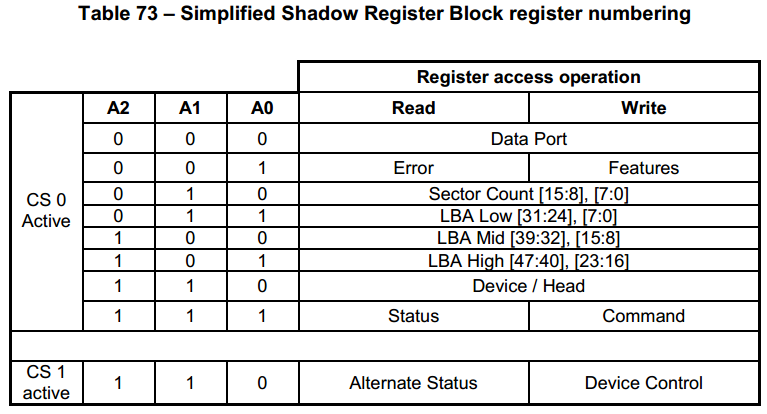 Table 73 – Simplified Shadow Register Block register numbering
Register access operation
A2 A1 A0 Read Write
CS 0
Active
0 0 0 Data Port
0 0 1 Error Features
0 1 0 Sector Count [15:8], [7:0]
0 1 1 LBA Low [31:24], [7:0]
1 0 0 LBA Mid [39:32], [15:8]
1 0 1 LBA High [47:40], [23:16]
1 1 0 Device / Head
1 1 1 Status Command
CS 1
active
1 1 0 Alternate Status Device Control